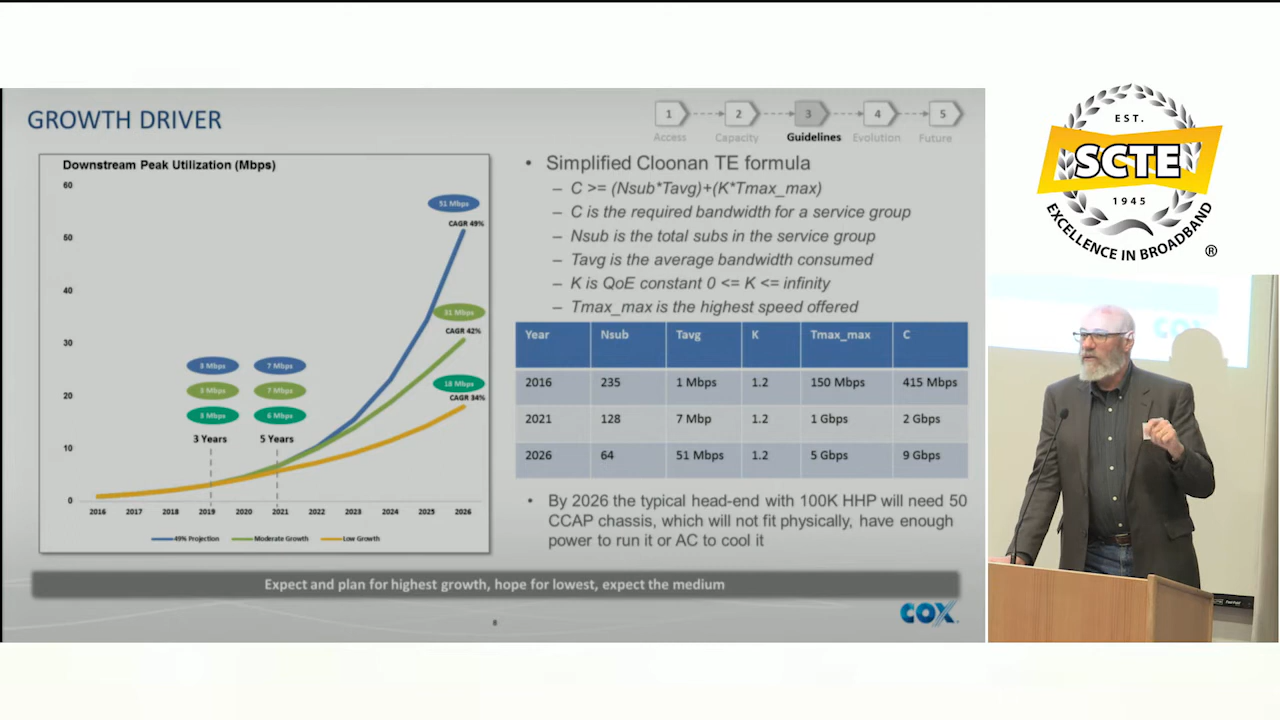 GROWTH DRIVER
1 2 3 4 5
Access Capacity Guidelines Evolution Future
Downstream Peak Utilization (Mbps)
60
50
40
30
20
10
0
51 Mbps
CAGR 49%
31 Mbps
CAGR 42%
18 Mbps
CAGR 34%
3 Mbps 7 Mbps
3 Mbps 7 Mbps
3 Mbps 6 Mbps
3 Years 5 Years
2016 2017 2018 2019 2020 2021 2022 2023 2024 2025 2026
49% Projection Moderate Growth Low Growth
• Simplified Cloonan TE formula
– C >= (Nsub*Tavg)+(K*Tmax_max)
– C is the required bandwidth for a service group
– Nsub is the total subs in the service group
– Tavg is the average bandwidth consumed
– K is QoE constant 0 <= K <= infinity
– Tmax_max is the highest speed offered
Year Nsub Tavg K Tmax_max C
2016 235 1 Mbps 1.2 150 Mbps 415 Mbps
2021 128 7 Mbp 1.2 1 Gbps 2 Gbps
2026 64 51 Mbps 1.2 5 Gbps 9 Gbps
• By 2026 the typical head-end with 100K HHP will need 50
CCAP chassis, which will not fit physically, have enough
power to run it or AC to cool it
Expect and plan for highest growth, hope for lowest, expect the medium
COX
EST.
SCTE
1945
EXCELLENCE IN BROADBAND
®
COX